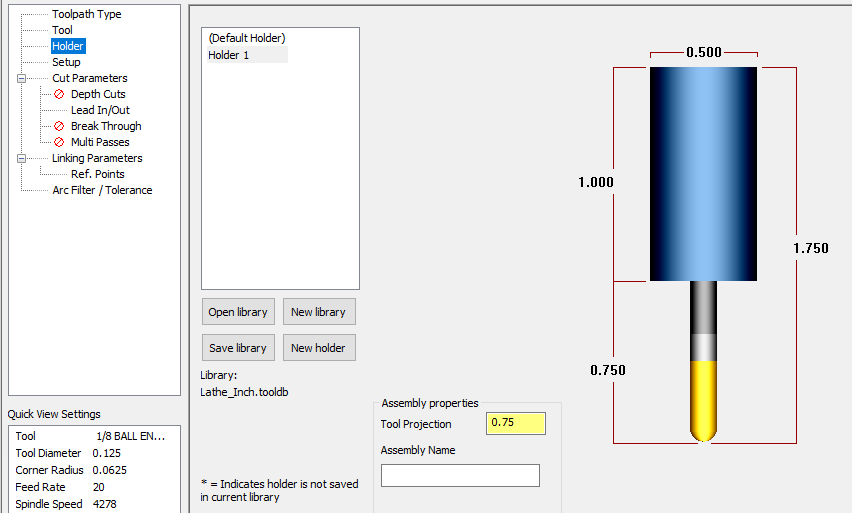 Toolpath Type
Tool
Holder
Setup
Cut Parameters
Depth Cuts
Lead In/Out
Break Through
Multi Passes
Linking Parameters
Ref. Points
Arc Filter / Tolerance
Quick View Settings
Tool 1/8 BALL EN...
Tool Diameter 0.125
Corner Radius 0.0625
Feed Rate 20
Spindle Speed 4278
(Default Holder)
Holder 1
Open library New library
Save library New holder
Library:
Lathe_Inch.tooldb
* = Indicates holder is not saved
in current library
Assembly properties
Tool Projection 0.75
Assembly Name
0.500
1.000
1.750
0.750